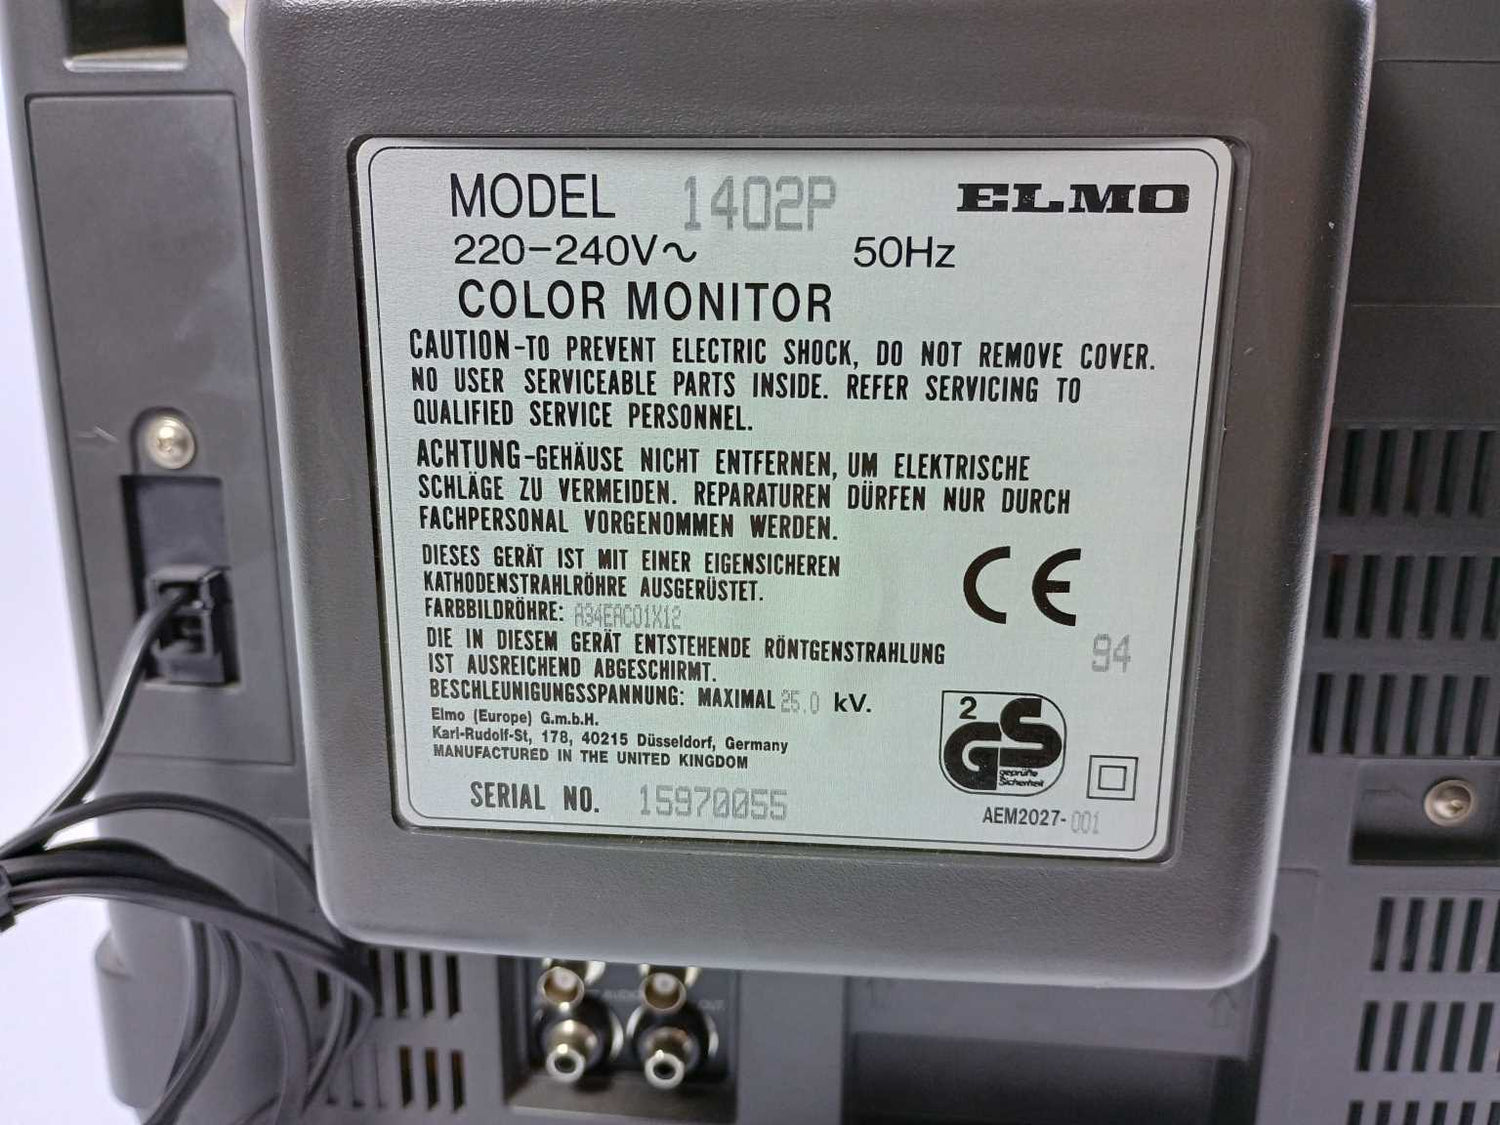 MODEL 1402P ELMO
220-240V~ 50Hz
COLOR MONITOR
CAUTION-TO PREVENT ELECTRIC SHOCK, DO NOT REMOVE COVER.
NO USER SERVICEABLE PARTS INSIDE. REFER SERVICING TO
QUALIFIED SERVICE PERSONNEL.
ACHTUNG-GEHÄUSE NICHT ENTFERNEN, UM ELEKTRISCHE
SCHLÄGE ZU VERMEIDEN. REPARATUREN DÜRFEN NUR DURCH
FACHPERSONAL VORGENOMMEN WERDEN.
DIESES GERÄT IST MIT EINER EIGENSICHEREN
KATHODENSTRAHLRÖHRE AUSGERÜSTET.
FARBBILDRÖHRE: A34EAC01X12
DIE IN DIESEM GERÄT ENTSTEHENDE RÖNTGENSTRAHLUNG
IST AUSREICHEND ABGESCHIRMT.
BESCHLEUNIGUNGSSPANNUNG: MAXIMAL 25.0 kV.
Elmo (Europe) G.m.b.H.
Karl-Rudolf-St, 178, 40215 Düsseldorf, Germany
MANUFACTURED IN THE UNITED KINGDOM
SERIAL NO. 15970055
CE
94
2
GS
geprüfte
Sicherheit
AEM2027-001